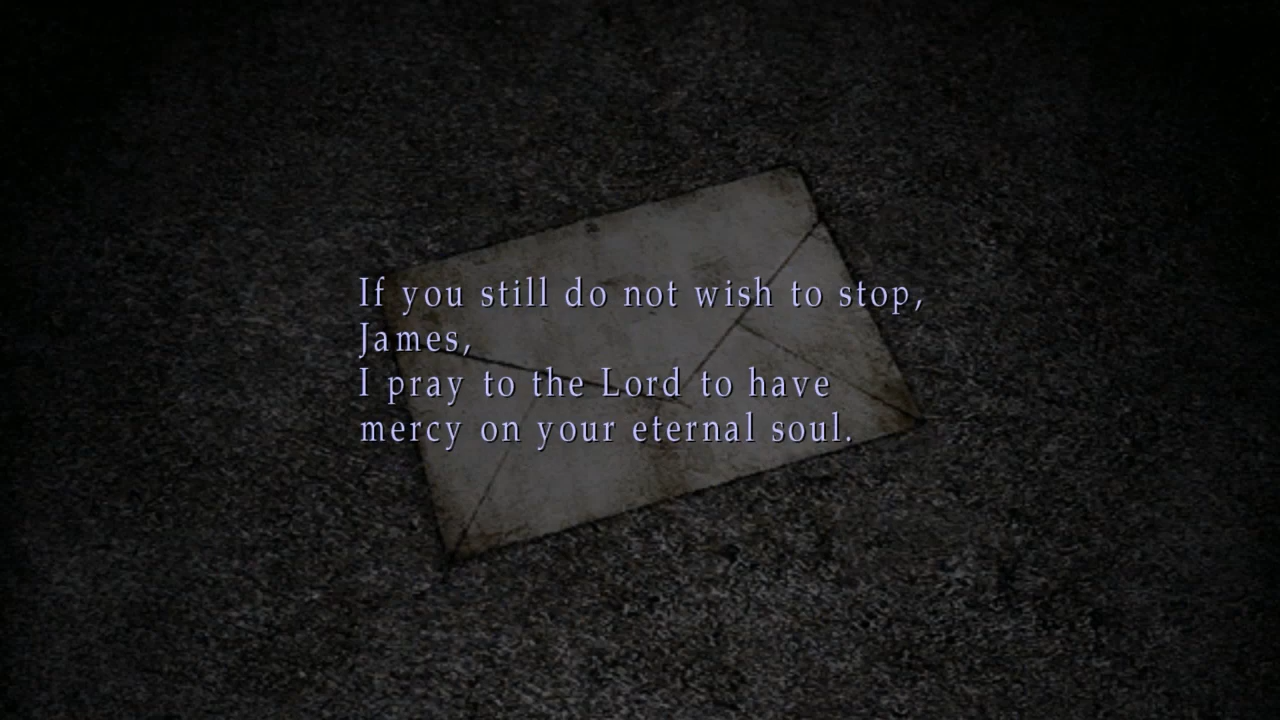 If you still do not wish to stop,
James,
I pray to the Lord to have
mercy on your eternal soul.